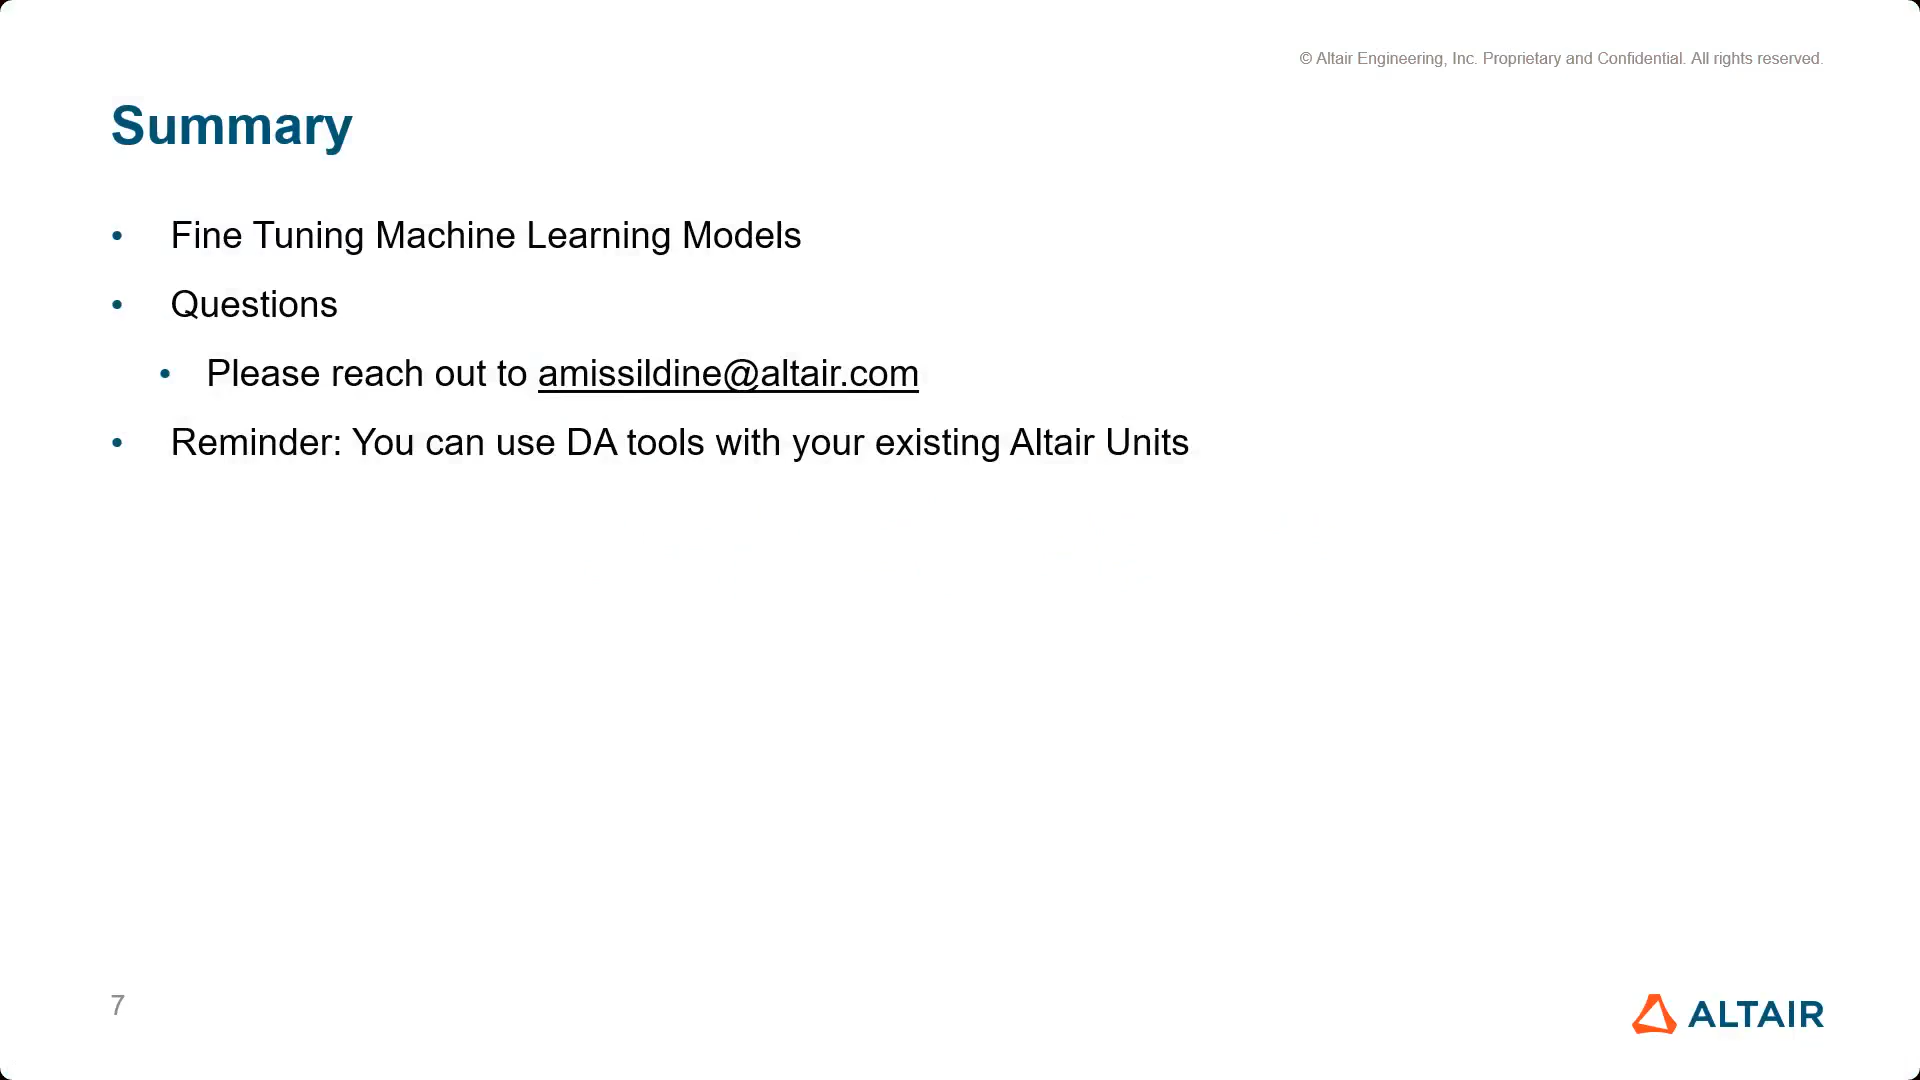 © Altair Engineering, Inc. Proprietary and Confidential. All rights reserved.
Summary
• Fine Tuning Machine Learning Models
• Questions
• Please reach out to amissildine@altair.com
• Reminder: You can use DA tools with your existing Altair Units
7
ALTAIR